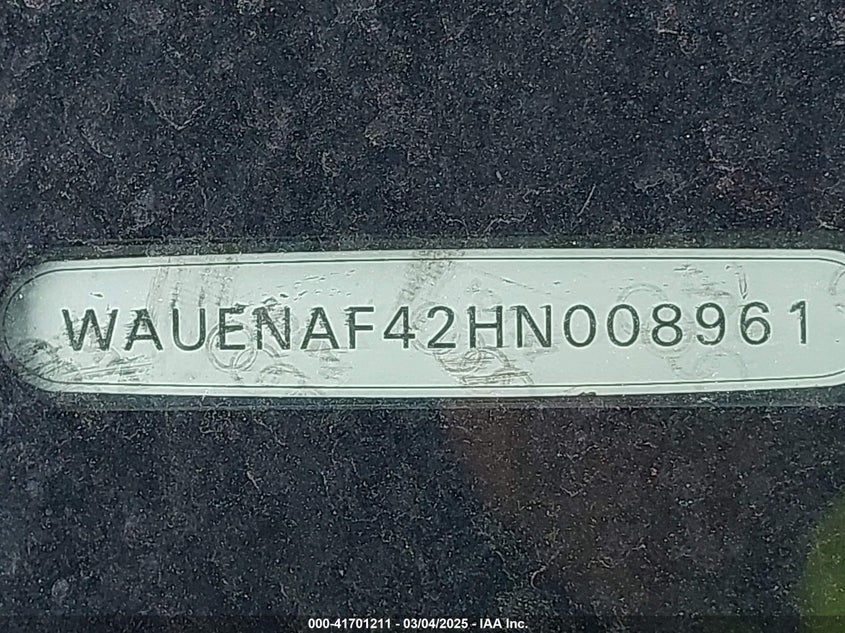 WAUENAF42HN008961
000-41701211 - 03/04/2025 - IAA Inc.